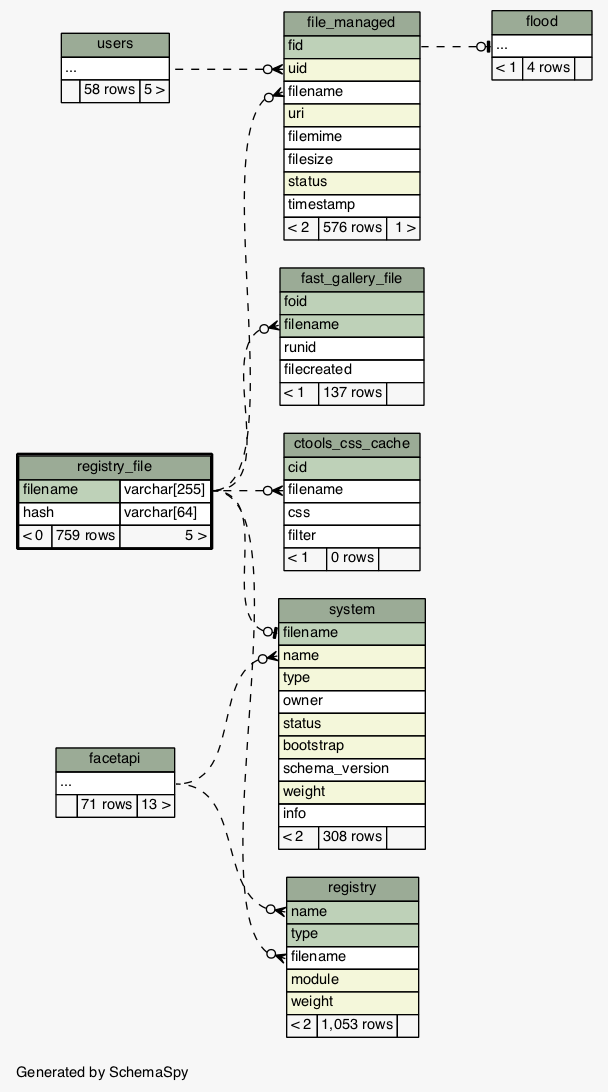 users
...
58 rows 5 >
file_managed
fid
uid
filename
uri
filemime
filesize
status
timestamp
< 2 576 rows 1 >
flood
...
< 1 4 rows
fast_gallery_file
foid
filename
runid
filecreated
< 1 137 rows
registry_file
filename varchar[255]
hash varchar[64]
< 0 759 rows 5 >
ctools_css_cache
cid
filename
css
filter
< 1 0 rows
system
filename
name
type
owner
status
bootstrap
schema_version
weight
info
< 2 308 rows
facetapi
...
71 rows 13 >
registry
name
type
filename
module
weight
< 2 1,053 rows
Generated by SchemaSpy